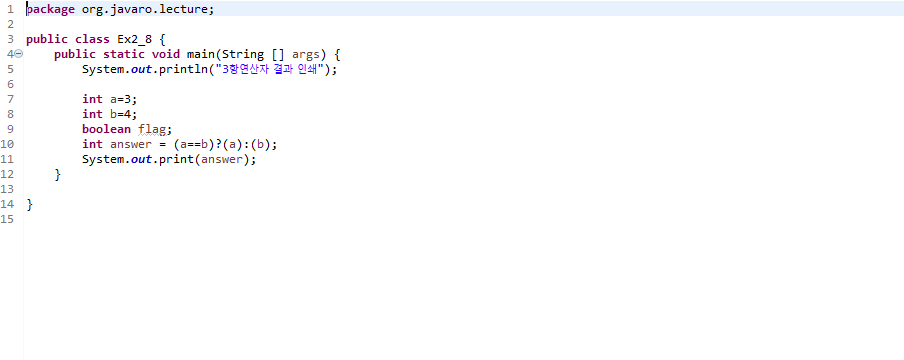 1 package org.javaro.lecture;
2
3 public class Ex2_8 {
4 public static void main(String [] args) {
5 System.out.println("3항연산자 결과 인쇄");
6
7 int a=3;
8 int b=4;
9 boolean flag;
10 int answer = (a==b)?(a):(b);
11 System.out.print(answer);
12 }
13
14 }
15